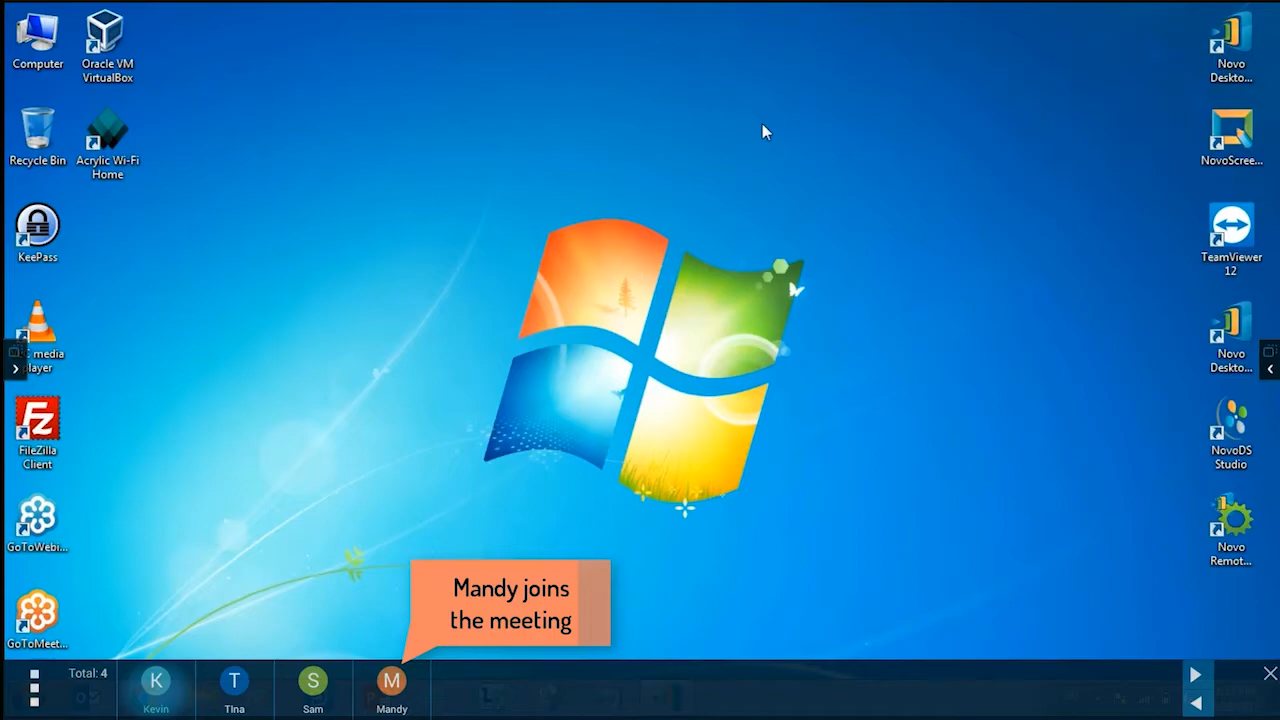 Computer
Oracle VM
VirtualBox
Novo
Deskto...
Recycle Bin
Acrylic Wi-Fi
Home
NovoScree...
KeePass
TeamViewer
12
media
player
Novo
Deskto...
FileZilla
Client
NovoDS
Studio
GoToWebi...
Novo
Remot...
Mandy joins
the meeting
GoToMeet...
Total: 4
K
Kevin
T
TIna
S
Sam
M
Mandy